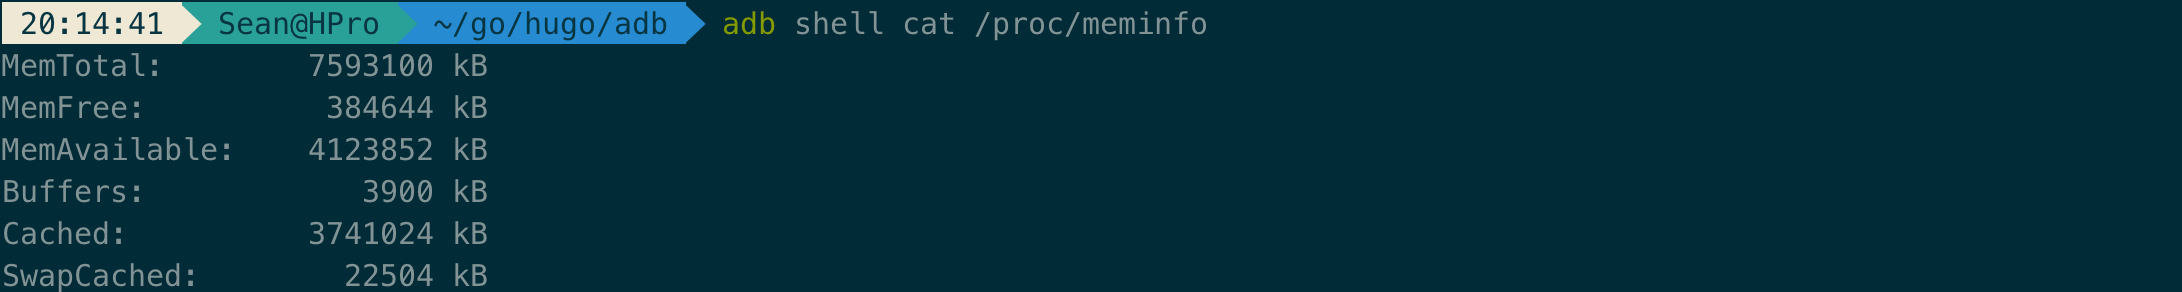 20:14:41 Sean@HPro ~/go/hugo/adb adb shell cat /proc/meminfo
MemTotal: 7593100 kB
MemFree: 384644 kB
MemAvailable: 4123852 kB
Buffers: 3900 kB
Cached: 3741024 kB
SwapCached: 22504 kB